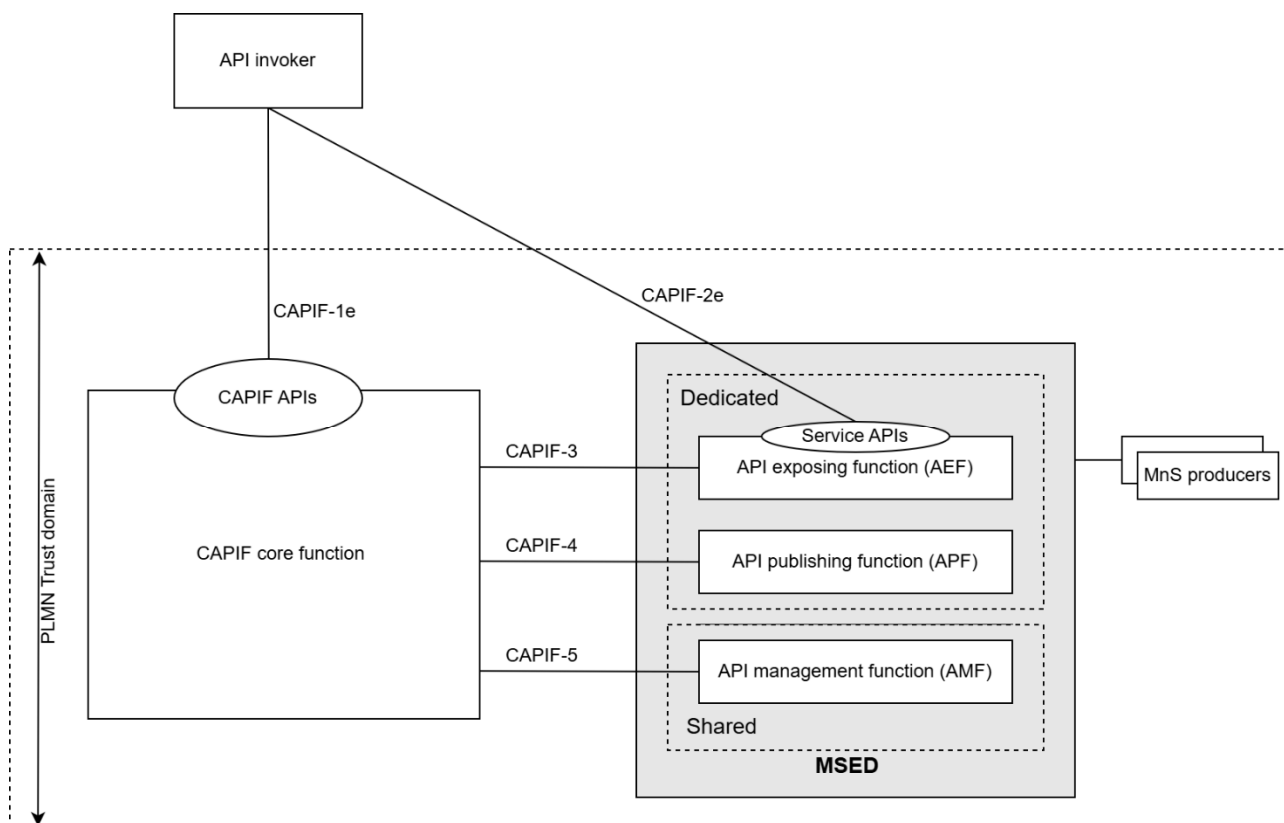 API invoker
CAPIF-1e
CAPIF-2e
PLMN Trust domain
CAPIF APIs
CAPIF core function
CAPIF-3
CAPIF-4
CAPIF-5
Dedicated
Service APIs
API exposing function (AEF)
API publishing function (APF)
API management function (AMF)
Shared
MSED
MnS producers